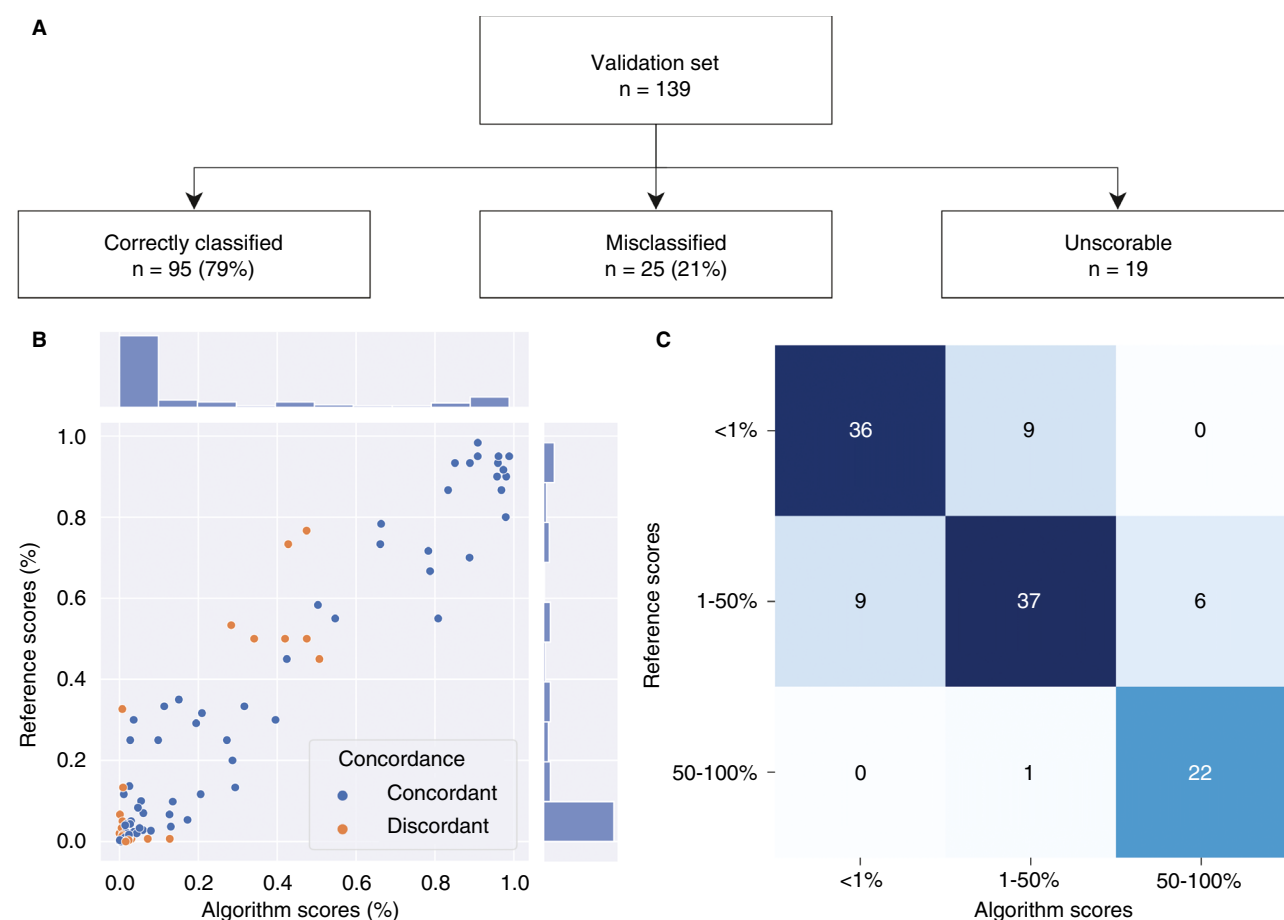 A
Validation set
n = 139
Correctly classified
n = 95 (79%)
Misclassified
n = 25 (21%)
Unscorable
n = 19
B
1.0
0.8
0.6
0.4
0.2
0.0
Reference scores (%)
Concordance
Concordant
Discordant
0.0 0.2 0.4 0.6 0.8 1.0
Algorithm scores (%)
C
Reference scores
<1% 36 9 0
1-50% 9 37 6
50-100% 0 1 22
<1% 1-50% 50-100%
Algorithm scores